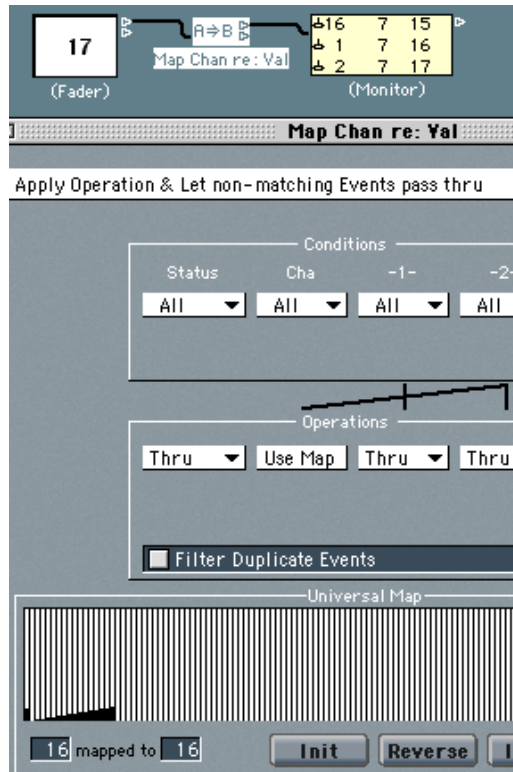 17
A⇒B
16 7 15
1 7 16
2 7 17
Map Chan re: Val
(Fader)
(Monitor)
Map Chan re: Val
Apply Operation & Let non-matching Events pass thru
Conditions
Status Cha -1- -2-
All All All All
Operations
Thru Use Map Thru Thru
Filter Duplicate Events
Universal Map
16 mapped to 16
Init Reverse